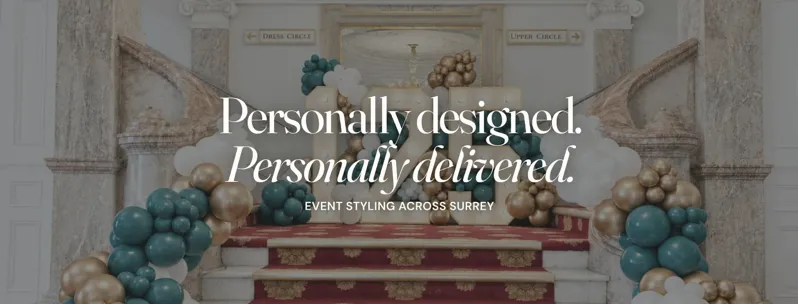 DRESS CIRCLE
UPPER CIRCLE
Personally designed.
Personally delivered.
EVENT STYLING ACROSS SURREY